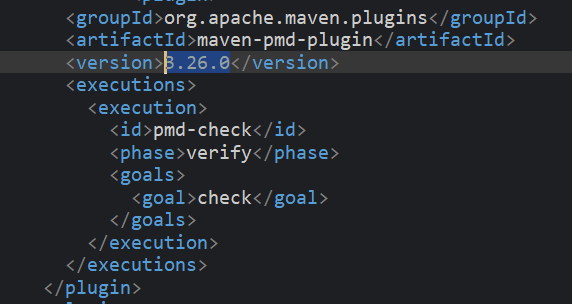 <groupId>org.apache.maven.plugins</groupId>
<artifactId>maven-pmd-plugin</artifactId>
<version>3.26.0</version>
<executions>
<execution>
<id>pmd-check</id>
<phase>verify</phase>
<goals>
<goal>check</goal>
</goals>
</execution>
</executions>
</plugin>